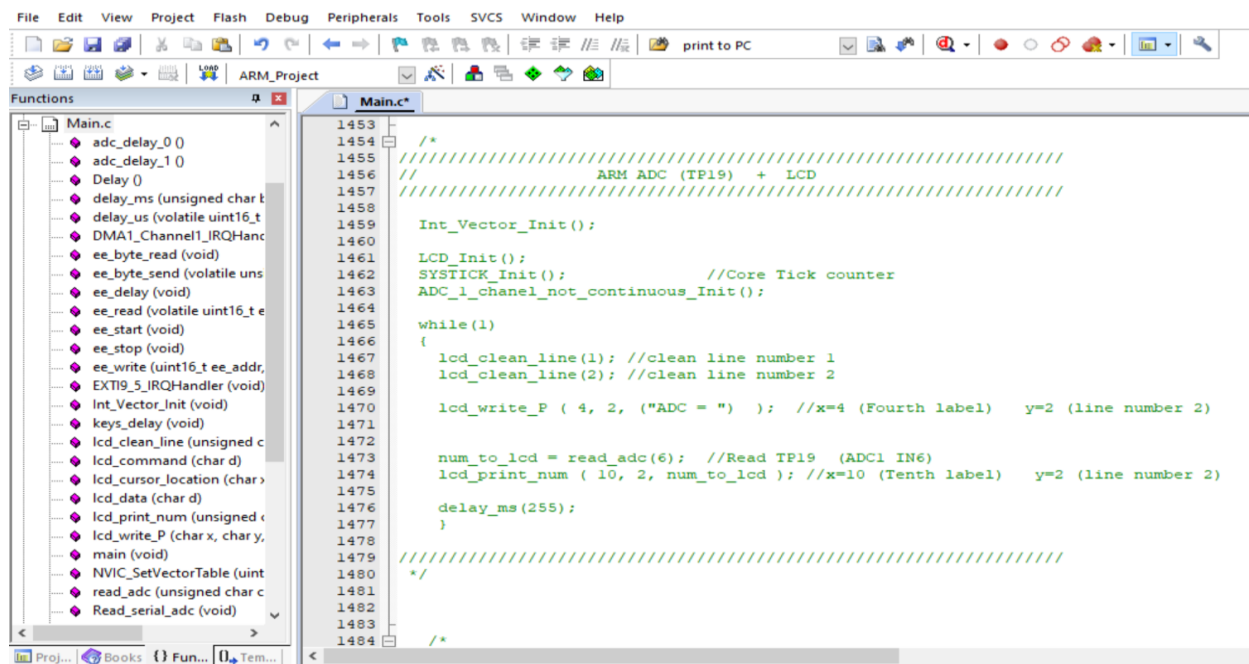 File Edit View Project Flash Debug Peripherals Tools SVCS Window Help
print to PC
LOAD ARM_Project
Functions
Main.c*
Main.c
adc_delay_0 ()
adc_delay_1 ()
Delay ()
delay_ms (unsigned char b
delay_us (volatile uint16_t
DMA1_Channel1_IRQHanc
ee_byte_read (void)
ee_byte_send (volatile uns
ee_delay (void)
ee_read (volatile uint16_t e
ee_start (void)
ee_stop (void)
ee_write (uint16_t ee_addr,
EXTI9_5_IRQHandler (void)
Int_Vector_Init (void)
keys_delay (void)
lcd_clean_line (unsigned c
lcd_command (char d)
lcd_cursor_location (char x
lcd_data (char d)
lcd_print_num (unsigned c
lcd_write_P (char x, char y,
main (void)
NVIC_SetVectorTable (uint
read_adc (unsigned char c
Read_serial_adc (void)
Proj... Books {} Fun... Tem...
1453
1454 /*
1455 ///////////////////////////////////////////////////////////////////
1456 // ARM ADC (TP19) + LCD
1457 ///////////////////////////////////////////////////////////////////
1458
1459 Int_Vector_Init();
1460
1461 LCD_Init();
1462 SYSTICK_Init(); //Core Tick counter
1463 ADC_1_chanel_not_continuous_Init();
1464
1465 while(1)
1466 {
1467 lcd_clean_line(1); //clean line number 1
1468 lcd_clean_line(2); //clean line number 2
1469
1470 lcd_write_P ( 4, 2, ("ADC = ") ); //x=4 (Fourth label) y=2 (line number 2)
1471
1472
1473 num_to_lcd = read_adc(6); //Read TP19 (ADC1 IN6)
1474 lcd_print_num ( 10, 2, num_to_lcd ); //x=10 (Tenth label) y=2 (line number 2)
1475
1476 delay_ms(255);
1477 }
1478
1479 ///////////////////////////////////////////////////////////////////
1480 */
1481
1482
1483
1484 /*